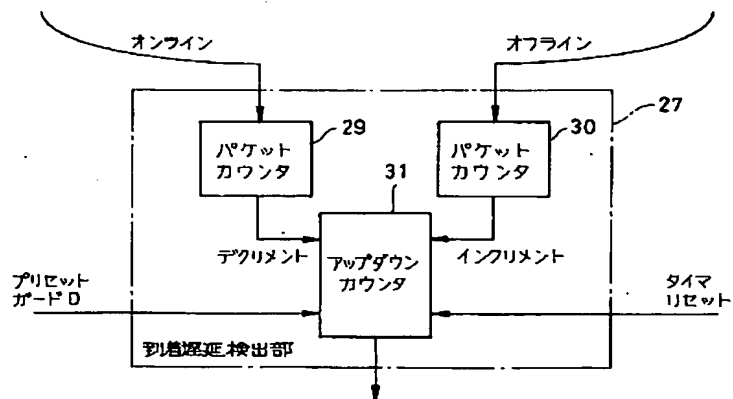 オンライン
オフライン
27
29
30
パケット
カウンタ
パケット
カウンタ
31
デクリメント
アップダウン
カウンタ
インクリメント
プリセット
ガードD
タイマ
リセット
到着遅延検出部